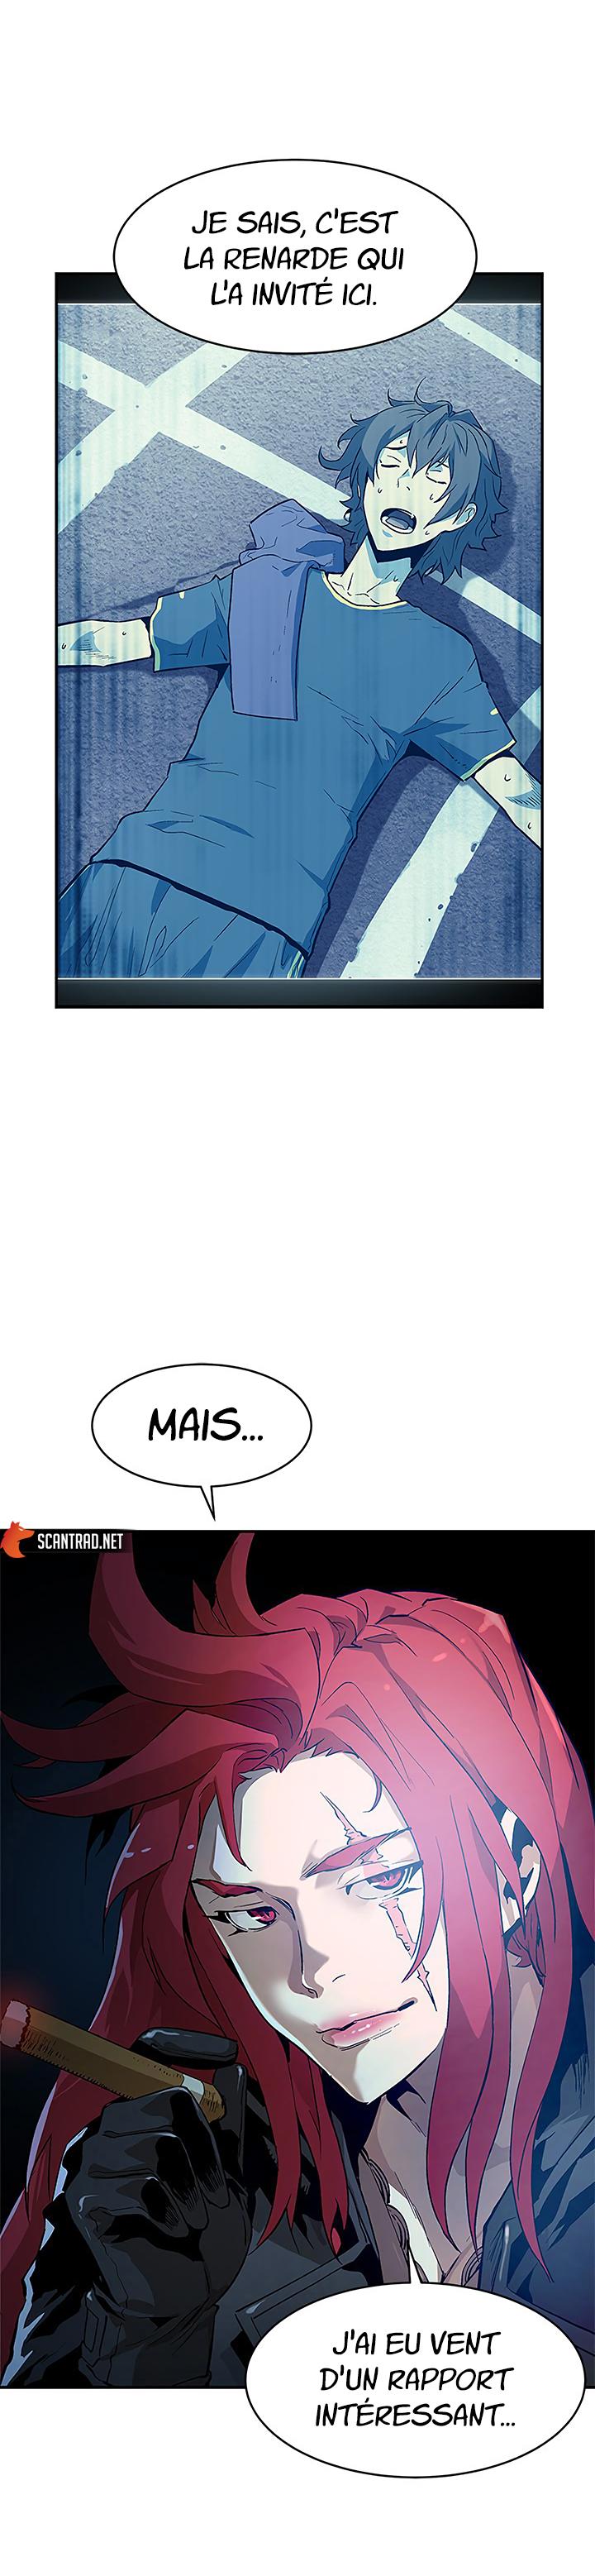 JE SAIS, C'EST
LA RENARDE QUI
L'A INVITÉ ICI.
MAIS...
SCANTRAD.NET
J'AI EU VENT
D'UN RAPPORT
INTÉRESSANT...